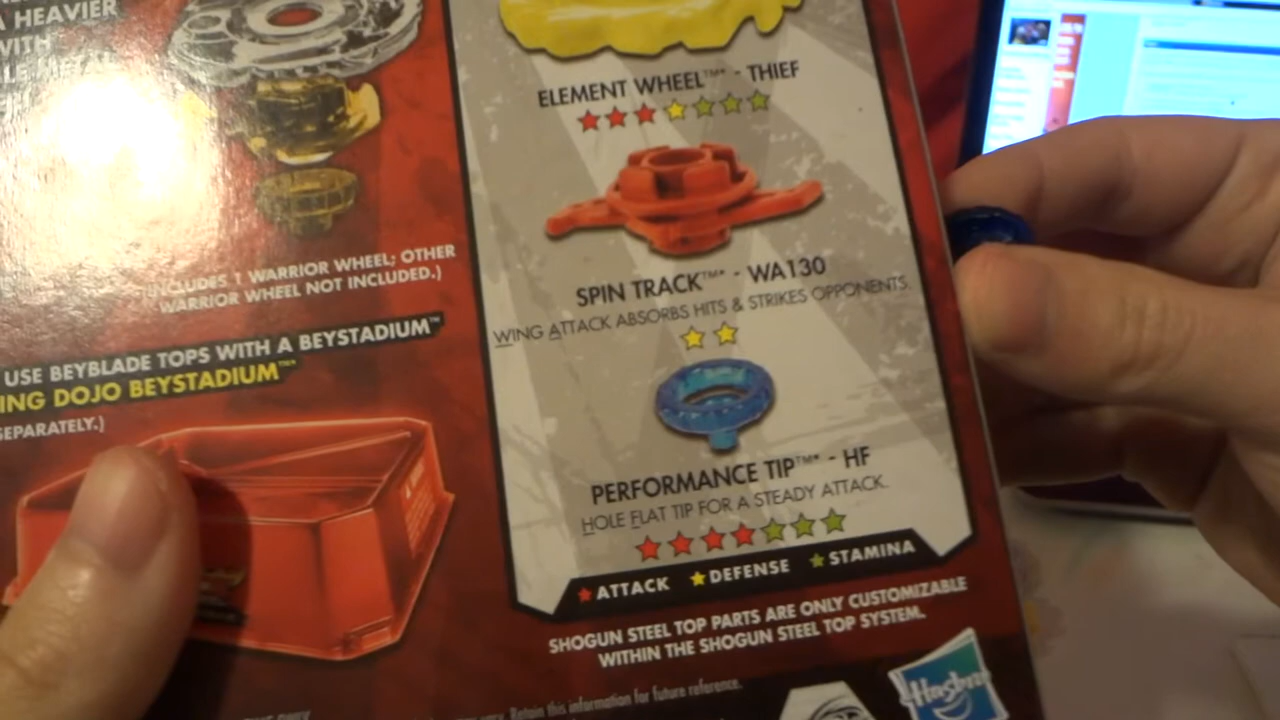 A HEAVIER
WITH
INCLUDES 1 WARRIOR WHEEL; OTHER
WARRIOR WHEEL NOT INCLUDED.)
USE BEYBLADE TOPS WITH A BEYSTADIUM™
ING DOJO BEYSTADIUM™*
SEPARATELY.)
ELEMENT WHEEL™* - THIEF
SPIN TRACK™* - WA130
WING ATTACK ABSORBS HITS & STRIKES OPPONENTS.
PERFORMANCE TIP™* - HF
HOLE FLAT TIP FOR A STEADY ATTACK.
ATTACK DEFENSE STAMINA
SHOGUN STEEL TOP PARTS ARE ONLY CUSTOMIZABLE
WITHIN THE SHOGUN STEEL TOP SYSTEM.
Retain this information for future reference.
Hasbro